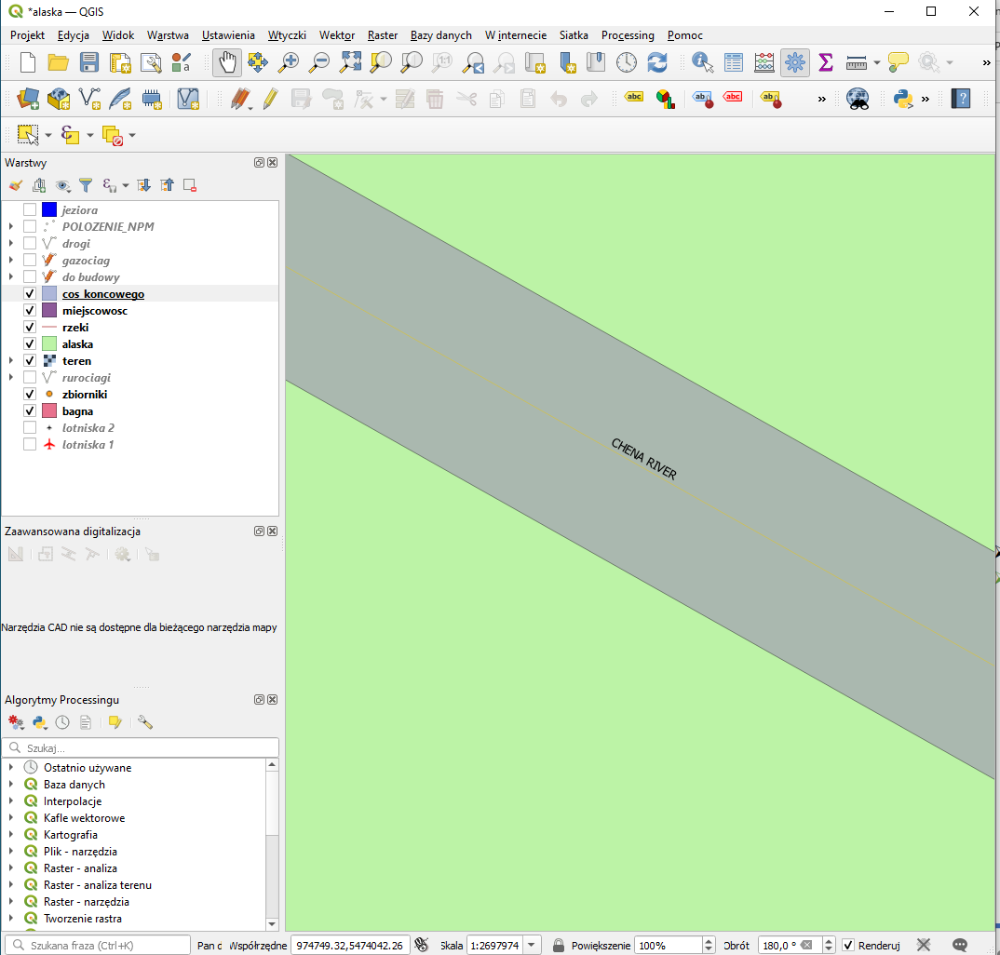 *alaska — QGIS
Projekt Edycja Widok Warstwa Ustawienia Wtyczki Wektor Raster Bazy danych W internecie Siatka Processing Pomoc
Warstwy
jeziora
POLOZENIE_NPM
drogi
gazociag
do budowy
cos_koncowego
miejscowosc
rzeki
alaska
teren
rurociagi
zbiorniki
bagna
lotniska 2
lotniska 1
CHENA RIVER
Zaawansowana digitalizacja
Narzędzia CAD nie są dostępne dla bieżącego narzędzia mapy
Algorytmy Processingu
Szukaj...
Ostatnio używane
Baza danych
Interpolacje
Kafle wektorowe
Kartografia
Plik - narzędzia
Raster - analiza
Raster - analiza terenu
Raster - narzędzia
Tworzenie rastra
Szukana fraza (Ctrl+K) Pan d Współrzędne 974749.32,5474042.26 Skala 1:2697974 Powiększenie 100% Obrót 180,0 ° Renderuj